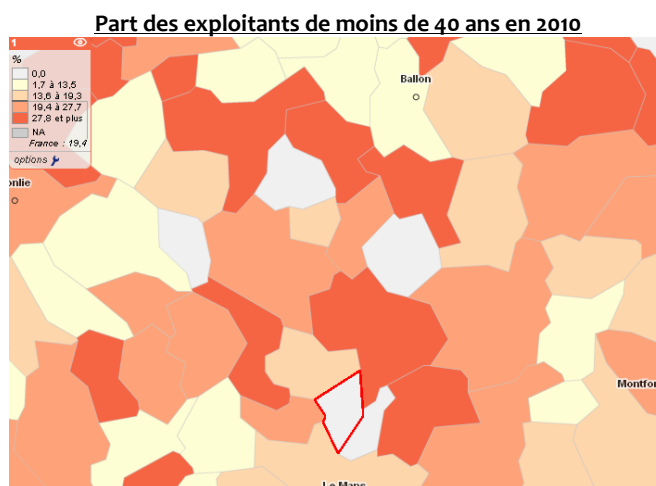 Part des exploitants de moins de 40 ans en 2010
1
%
0,0
1,7 à 13,5
13,6 à 19,3
19,4 à 27,7
27,8 et plus
NA
France : 19,4
options
Ballon
onlie
Montfor
Le Mans